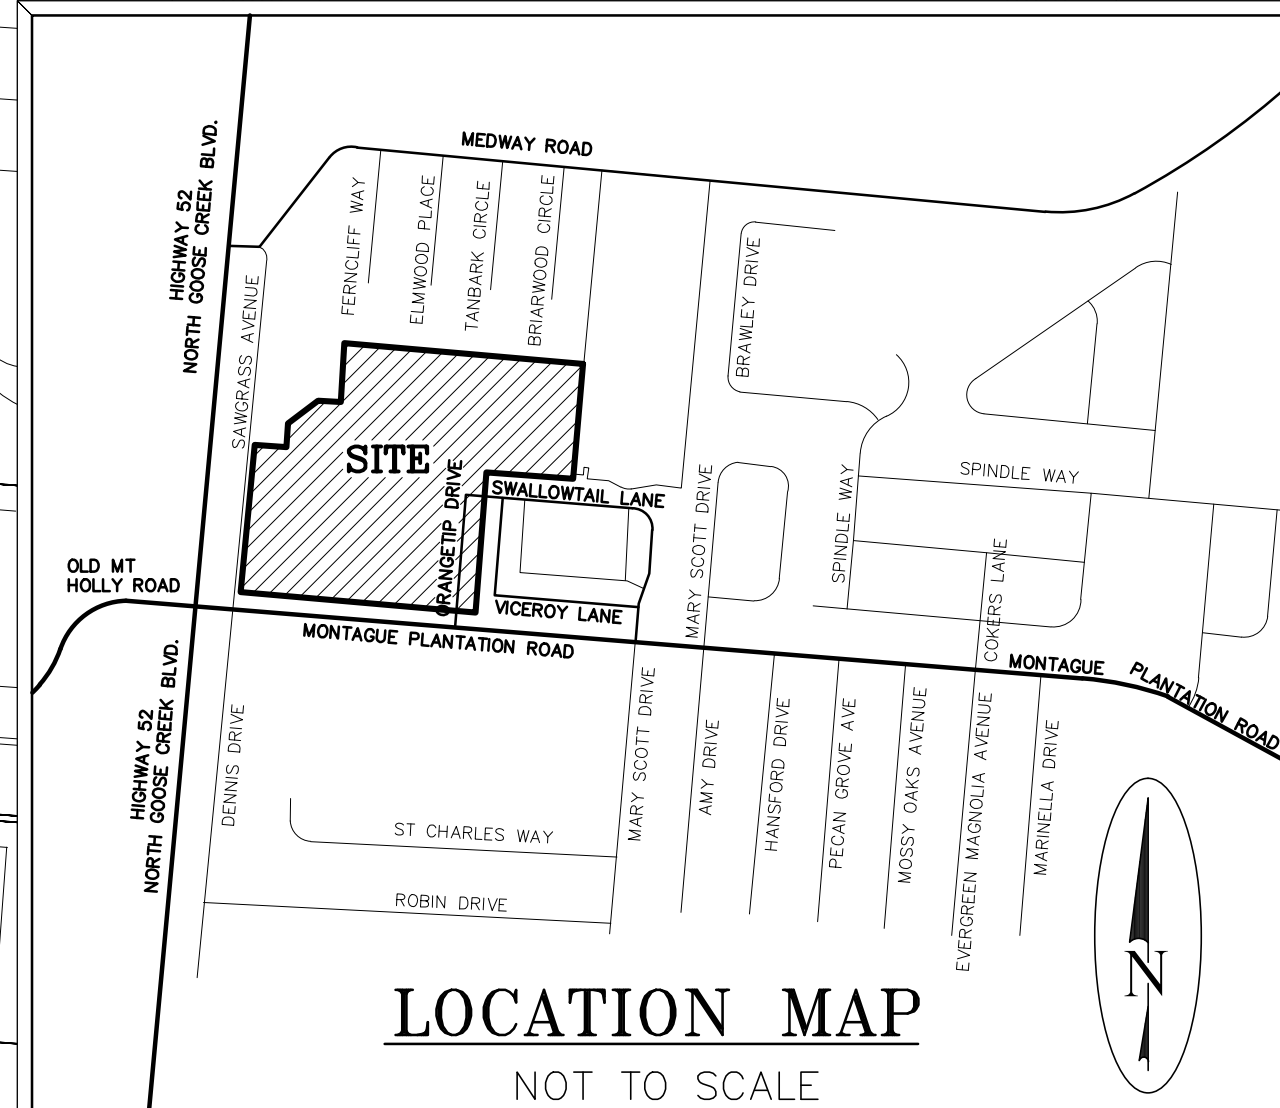 MEDWAY ROAD
HIGHWAY 52
NORTH GOOSE CREEK BLVD.
FERNCLIFF WAY
ELMWOOD PLACE
TANBARK CIRCLE
BRIARWOOD CIRCLE
BRAWLEY DRIVE
SAWGRASS AVENUE
SITE
ORANGETIP DRIVE
SWALLOWTAIL LANE
SPINDLE WAY
MARY SCOTT DRIVE
SPINDLE WAY
COKERS LANE
OLD MT
HOLLY ROAD
VICEROY LANE
MONTAGUE PLANTATION ROAD
MONTAGUE
PLANTATION ROAD
HIGHWAY 52
NORTH GOOSE CREEK BLVD.
DENNIS DRIVE
MARY SCOTT DRIVE
AMY DRIVE
HANSFORD DRIVE
PECAN GROVE AVE
MOSSY OAKS AVENUE
EVERGREEN MAGNOLIA AVENUE
MARINELLA DRIVE
ST CHARLES WAY
ROBIN DRIVE
N
LOCATION MAP
NOT TO SCALE